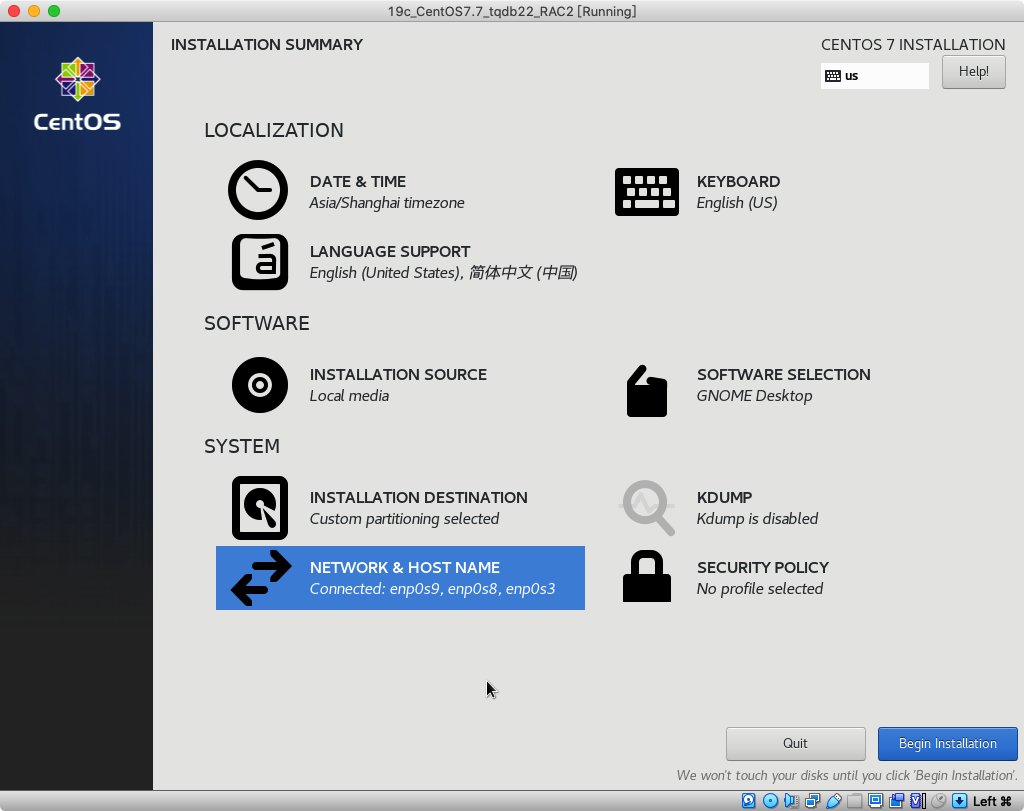 19c_CentOS7.7_tqdb22_RAC2 [Running]
INSTALLATION SUMMARY
CENTOS 7 INSTALLATION
us
Help!
CentOS
LOCALIZATION
DATE & TIME
Asia/Shanghai timezone
KEYBOARD
English (US)
á
LANGUAGE SUPPORT
English (United States), 简体中文 (中国)
SOFTWARE
INSTALLATION SOURCE
Local media
SOFTWARE SELECTION
GNOME Desktop
SYSTEM
INSTALLATION DESTINATION
Custom partitioning selected
KDUMP
Kdump is disabled
NETWORK & HOST NAME
Connected: enp0s9, enp0s8, enp0s3
SECURITY POLICY
No profile selected
Quit
Begin Installation
We won't touch your disks until you click 'Begin Installation'.
Left ⌘